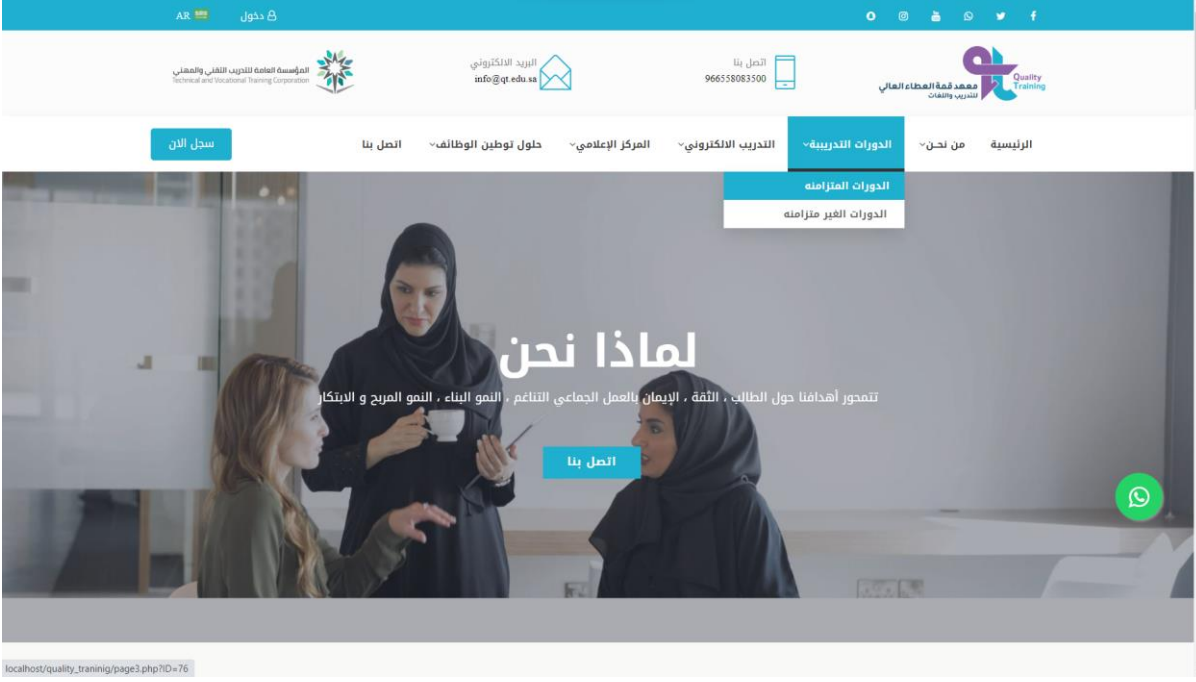 دخول
AR
Quality
Training
معهد قمة العطاء العالي
للتدريب واللغات
اتصل بنا
966558083500
البريد الالكتروني
info@qt.edu.sa
المؤسسة العامة للتدريب التقني والمهني
Technical and Vocational Training Corporation
الرئيسية
من نحن
الدورات التدريبية
التدريب الالكتروني
المركز الإعلامي
حلول توطين الوظائف
اتصل بنا
سجل الان
الدورات المتزامنه
الدورات الغير متزامنه
لماذا نحن
تتمحور أهدافنا حول الطالب ، الثقة ، الإيمان بالعمل الجماعي التناغم ، النمو البناء ، النمو المربح و الابتكار
اتصل بنا
localhost/quality_traninig/page3.php?ID=76